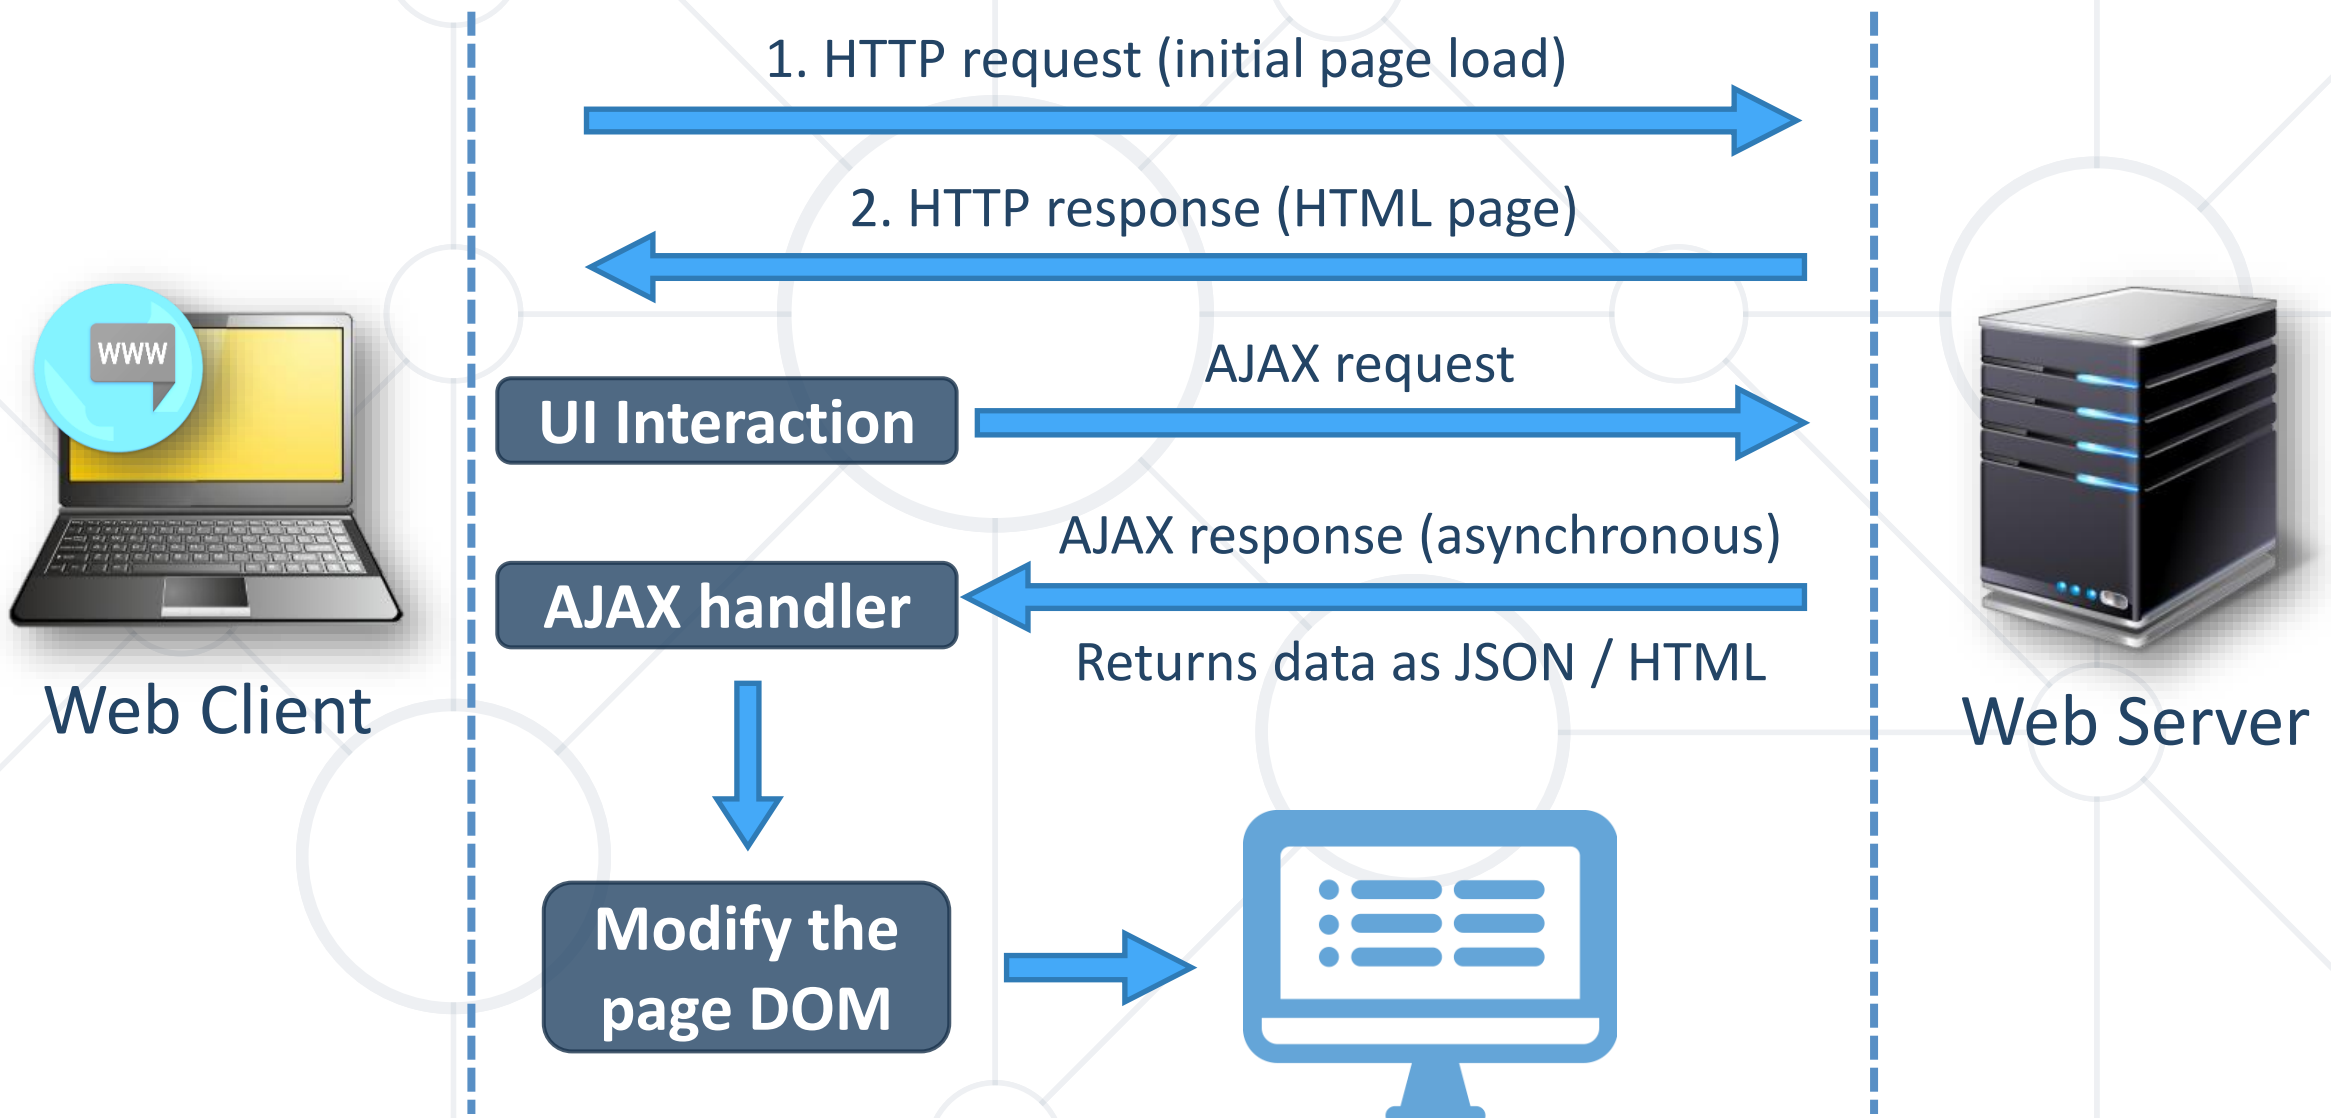 1. HTTP request (initial page load)
2. HTTP response (HTML page)
WWW
AJAX request
UI Interaction
AJAX response (asynchronous)
AJAX handler
Returns data as JSON / HTML
Web Client
Web Server
Modify the
page DOM